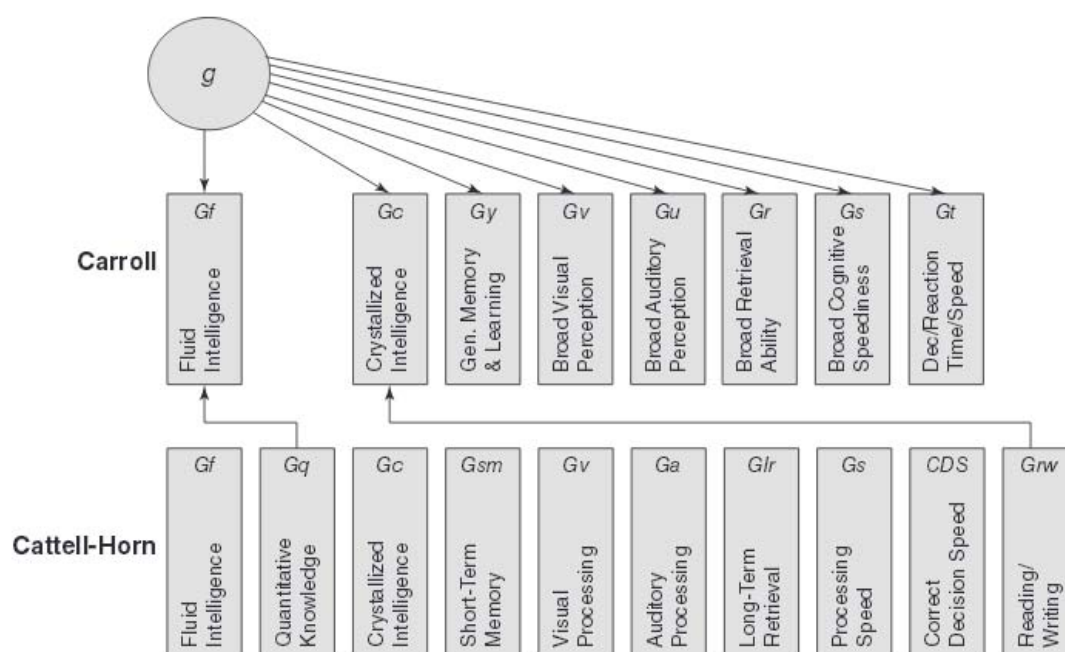 g
Carroll
Gf
Fluid
Intelligence
Gc
Crystallized
Intelligence
Gy
Gen. Memory
& Learning
Gv
Broad Visual
Perception
Gu
Broad Auditory
Perception
Gr
Broad Retrieval
Ability
Gs
Broad Cognitive
Speediness
Gt
Dec/Reaction
Time/Speed
Cattell-Horn
Gf
Fluid
Intelligence
Gq
Quantitative
Knowledge
Gc
Crystallized
Intelligence
Gsm
Short-Term
Memory
Gv
Visual
Processing
Ga
Auditory
Processing
Glr
Long-Term
Retrieval
Gs
Processing
Speed
CDS
Correct
Decision Speed
Grw
Reading/
Writing